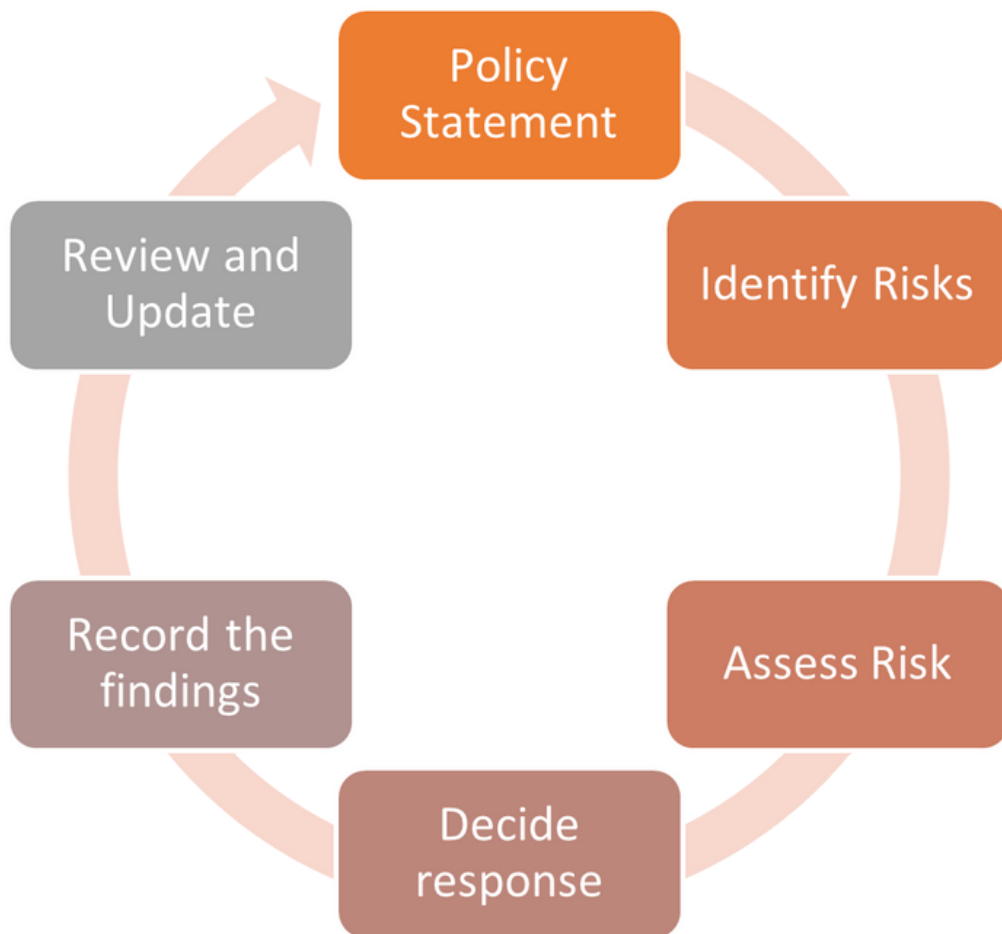 Policy
Statement
Identify Risks
Assess Risk
Decide
response
Record the
findings
Review and
Update